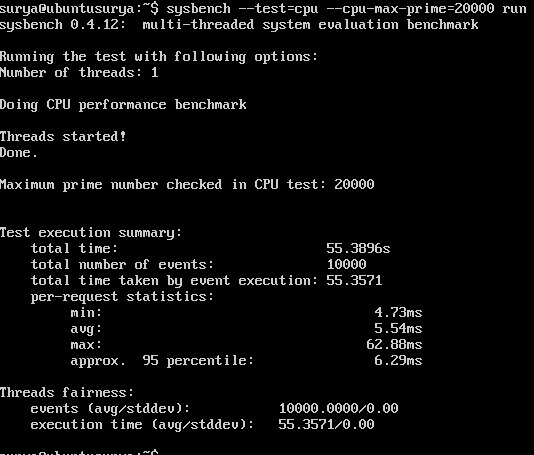 surya@ubuntusurya:~$ sysbench --test=cpu --cpu-max-prime=20000 run
sysbench 0.4.12:  multi-threaded system evaluation benchmark

Running the test with following options:
Number of threads: 1

Doing CPU performance benchmark

Threads started!
Done.

Maximum prime number checked in CPU test: 20000


Test execution summary:
    total time:                          55.3896s
    total number of events:              10000
    total time taken by event execution: 55.3571
    per-request statistics:
         min:                                  4.73ms
         avg:                                  5.54ms
         max:                                 62.88ms
         approx.  95 percentile:               6.29ms

Threads fairness:
    events (avg/stddev):           10000.0000/0.00
    execution time (avg/stddev):   55.3571/0.00

surya@ubuntusurya:~$